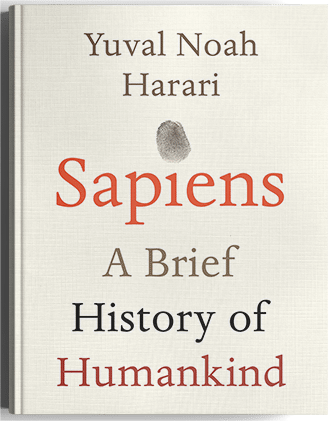 Yuval Noah
Harari
Sapiens
A Brief
History of
Humankind